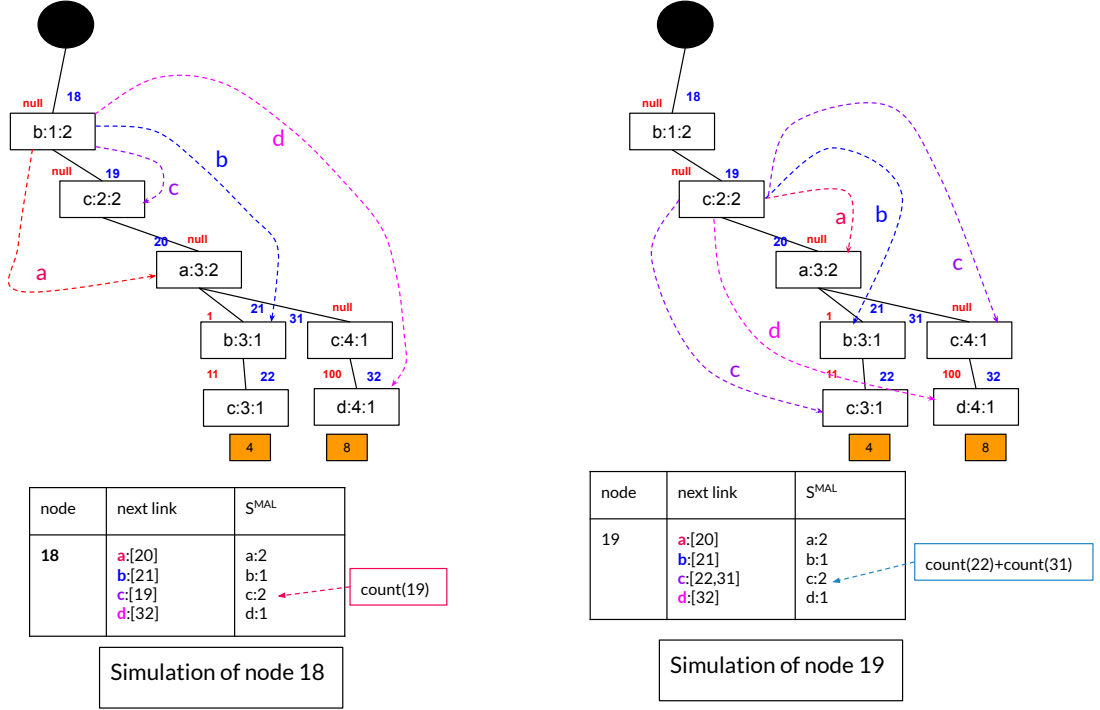 null
18
b:1:2
null
19
c:2:2
20
null
a:3:2
a
b
c
d
1
21
31
null
b:3:1
c:4:1
11
22
100
32
c:3:1
d:4:1
4
8
node
next link
S^MAL
18
a:[20]
a:2
b:[21]
b:1
c:[19]
c:2
d:[32]
d:1
count(19)
Simulation of node 18
null
18
b:1:2
null
19
c:2:2
20
null
a:3:2
a
b
c
c
d
1
21
31
null
b:3:1
c:4:1
11
22
100
32
c:3:1
d:4:1
4
8
node
next link
S^MAL
19
a:[20]
a:2
b:[21]
b:1
c:[22,31]
c:2
d:[32]
d:1
count(22)+count(31)
Simulation of node 19